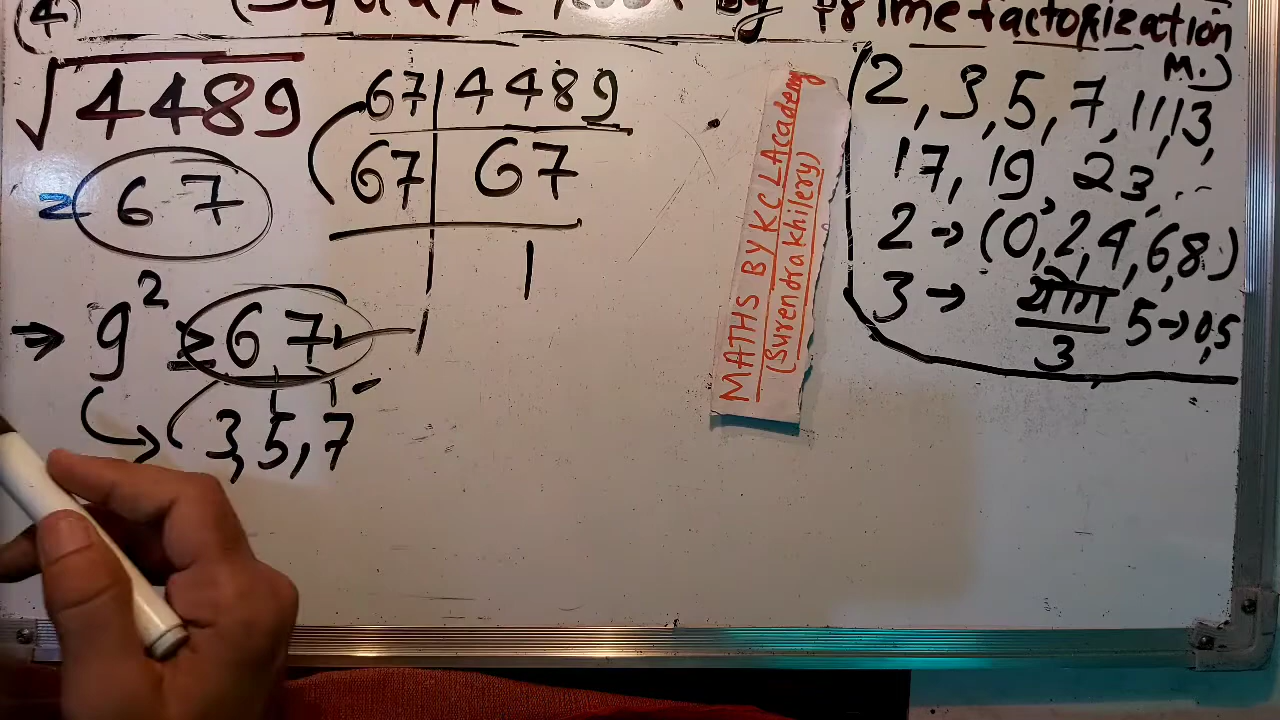 (4) (Square Root by Prime factorization M.)
√4489
= 67
67 | 4489
67 | 67
1
⇒ 9² ≥ 67
3, 5, 7
MATHS BY KCL Academy
(Surendra khilery)
2, 3, 5, 7, 11, 13,
17, 19, 23, ...
2 → (0, 2, 4, 6, 8)
3 → योग/3 5 → 0, 5